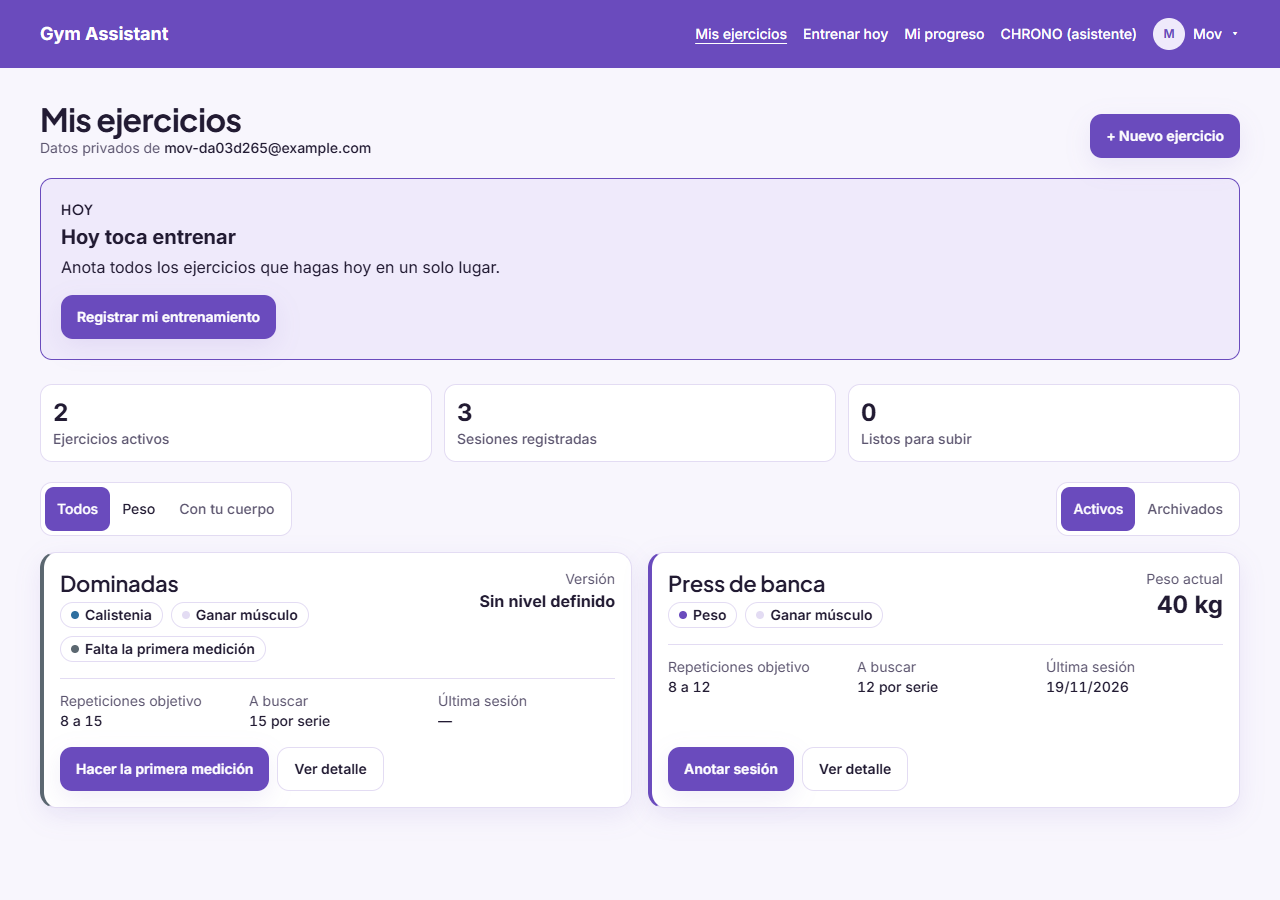 Gym Assistant
Mis ejercicios
Entrenar hoy
Mi progreso
CHRONO (asistente)
M
Mov
Mis ejercicios
Datos privados de mov-da03d265@example.com
+ Nuevo ejercicio
HOY
Hoy toca entrenar
Anota todos los ejercicios que hagas hoy en un solo lugar.
Registrar mi entrenamiento
2
Ejercicios activos
3
Sesiones registradas
0
Listos para subir
Todos
Peso
Con tu cuerpo
Activos
Archivados
Dominadas
Calistenia
Ganar músculo
Falta la primera medición
Versión
Sin nivel definido
Repeticiones objetivo
8 a 15
A buscar
15 por serie
Última sesión
—
Hacer la primera medición
Ver detalle
Press de banca
Peso
Ganar músculo
Peso actual
40 kg
Repeticiones objetivo
8 a 12
A buscar
12 por serie
Última sesión
19/11/2026
Anotar sesión
Ver detalle